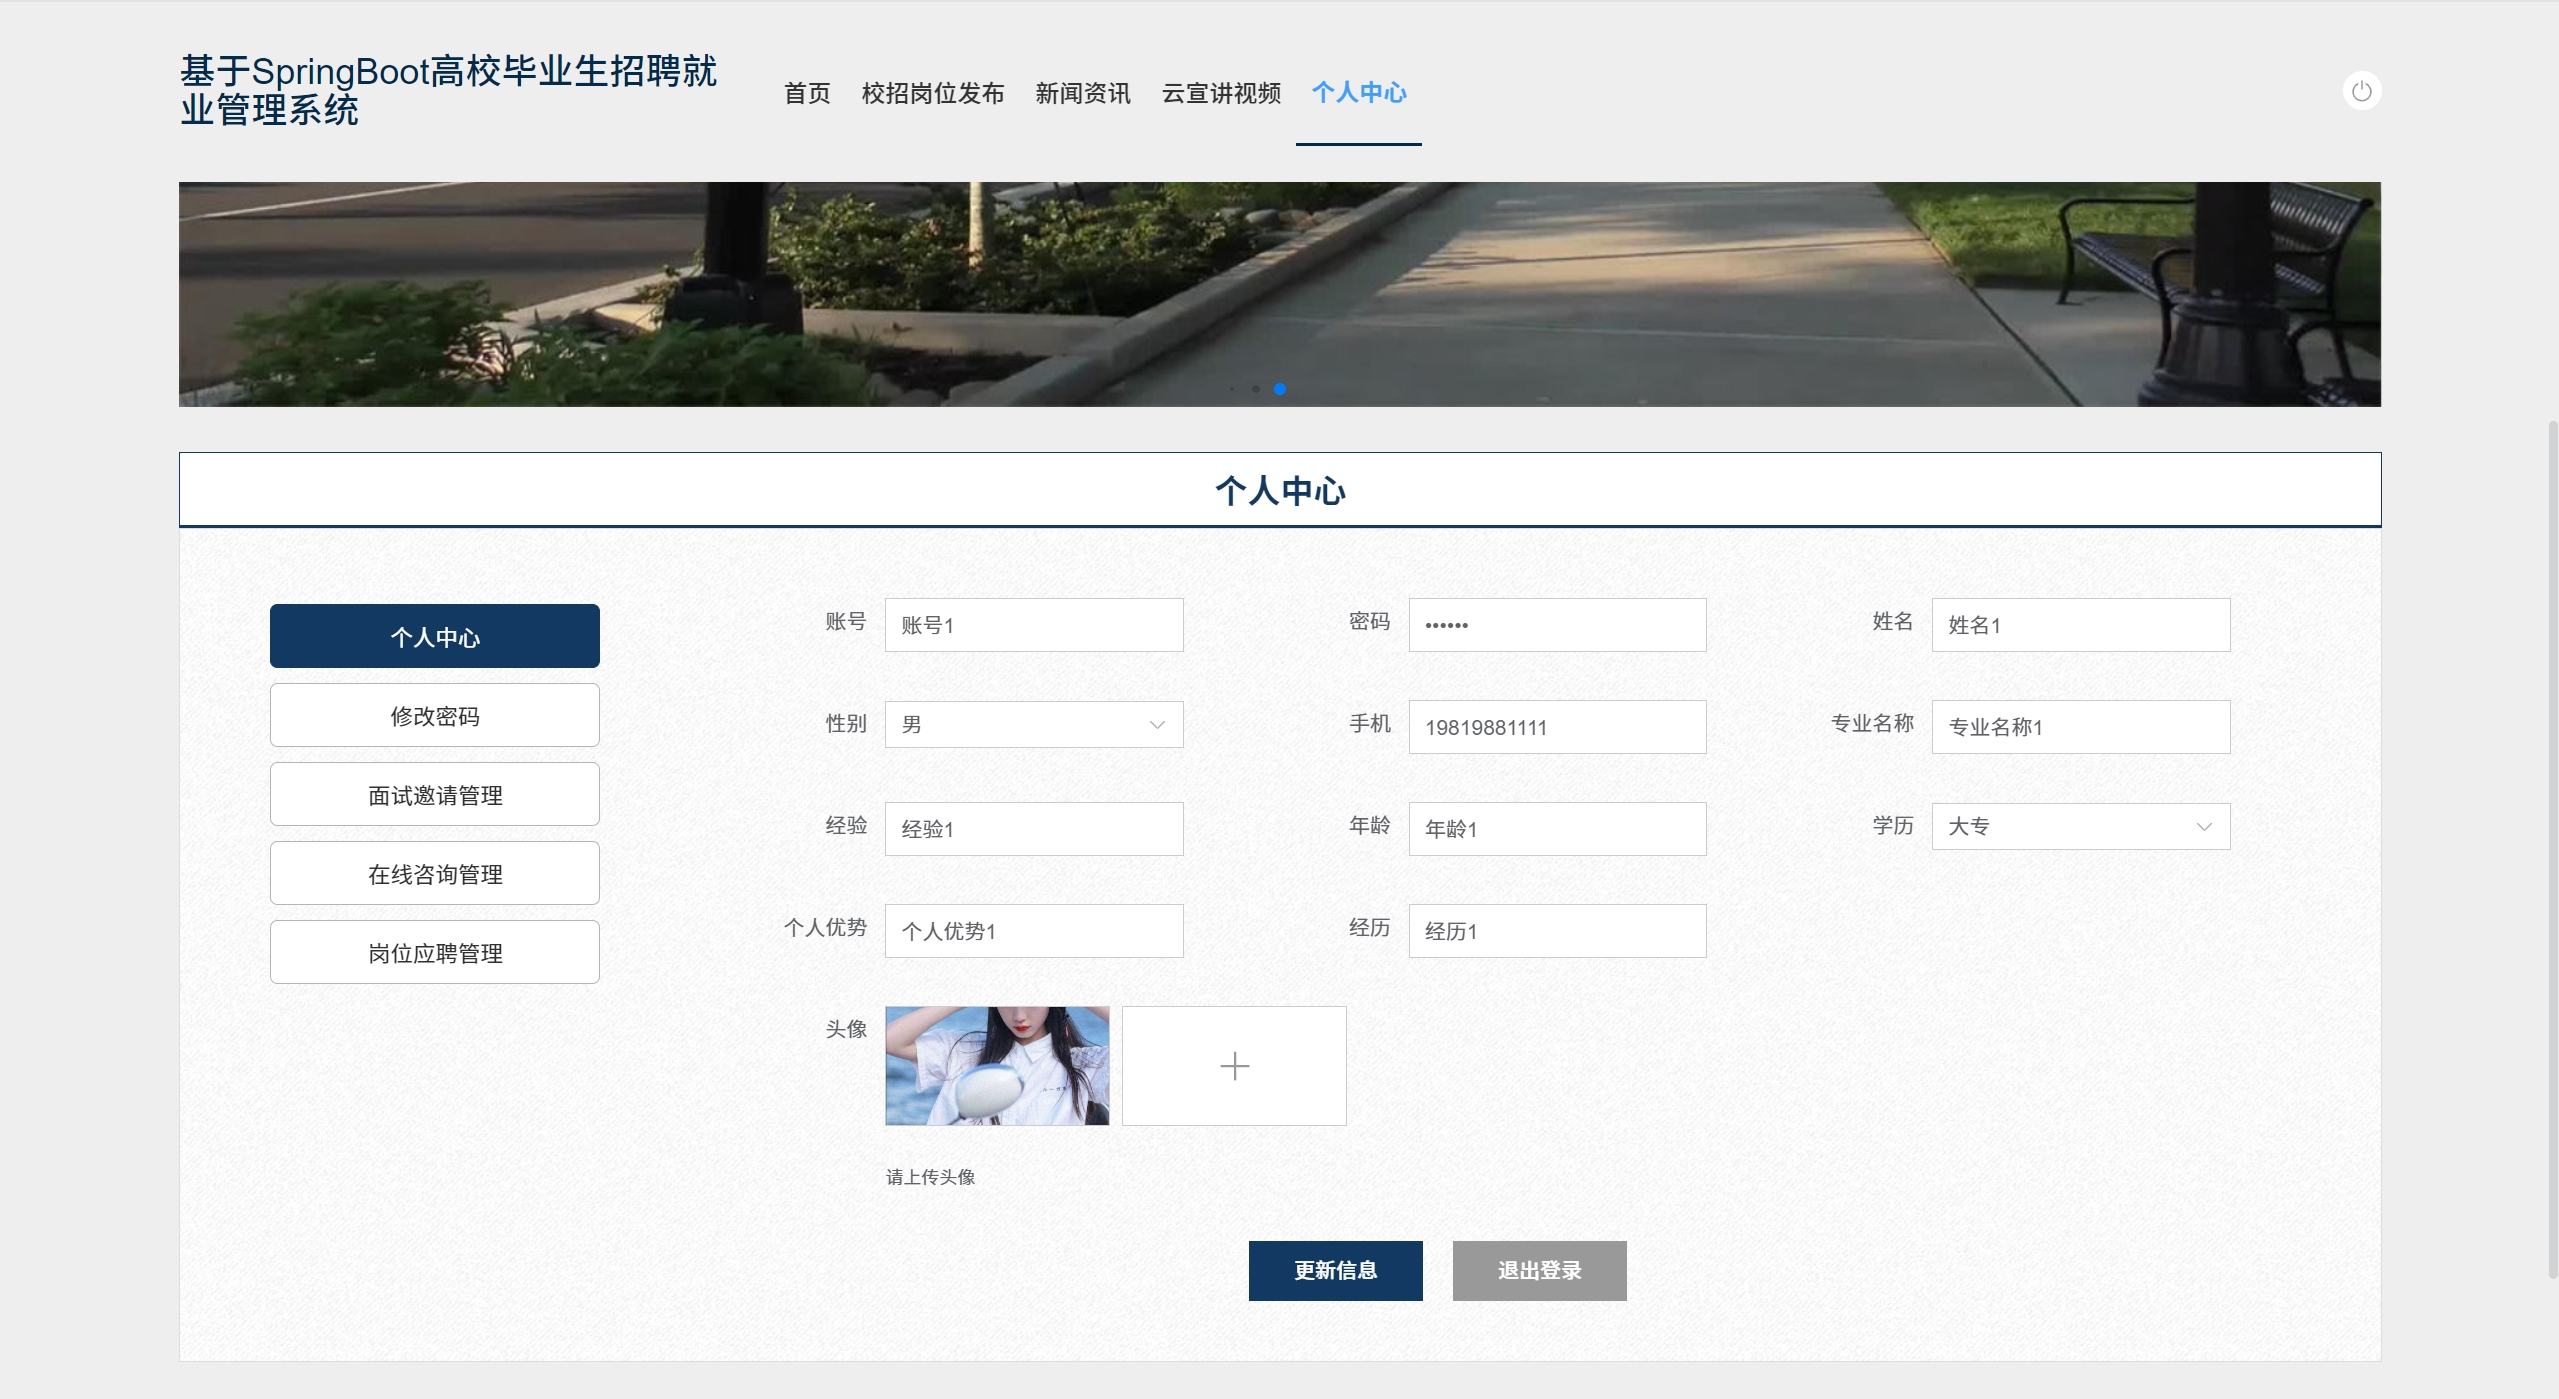 基于SpringBoot高校毕业生招聘就
业管理系统
首页 校招岗位发布 新闻资讯 云宣讲视频 个人中心
个人中心
个人中心
修改密码
面试邀请管理
在线咨询管理
岗位应聘管理
账号 账号1 密码 •••••• 姓名 姓名1
性别 男 手机 19819881111 专业名称 专业名称1
经验 经验1 年龄 年龄1 学历 大专
个人优势 个人优势1 经历 经历1
头像
请上传头像
更新信息 退出登录